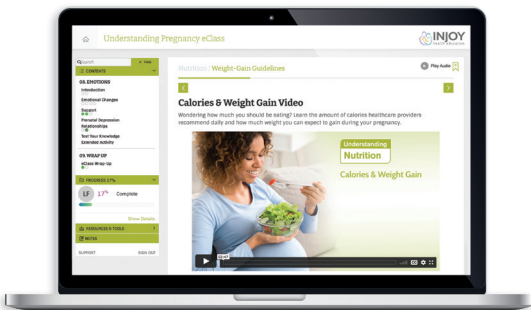 Understanding Pregnancy eClass
INJOY
HEALTH EDUCATION
Search
CONTENTS
08. EMOTIONS
Introduction
Emotional Changes
Support
Prenatal Depression
Relationships
Test Your Knowledge
Extended Activity
09. WRAP UP
eClass Wrap-Up
PROGRESS: 17%
LF 17% Complete
Show Details
RESOURCES & TOOLS
NOTES
SUPPORT SIGN OUT
Nutrition / Weight-Gain Guidelines
Play Audio
Calories & Weight Gain Video
Wondering how much you should be eating? Learn the amount of calories healthcare providers
recommend daily and how much weight you can expect to gain during your pregnancy.
Understanding
Nutrition
Calories & Weight Gain